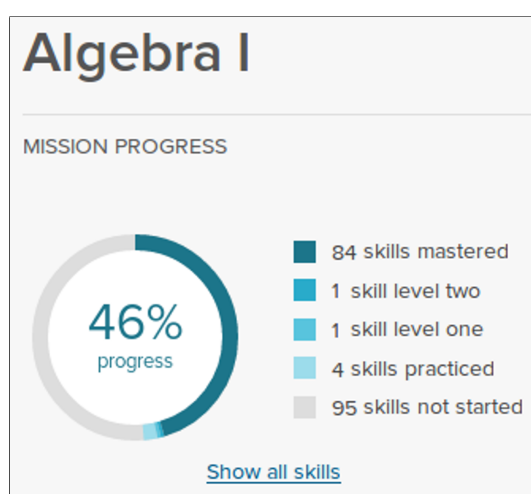 Algebra I
MISSION PROGRESS
46%
progress
84 skills mastered
1 skill level two
1 skill level one
4 skills practiced
95 skills not started
Show all skills